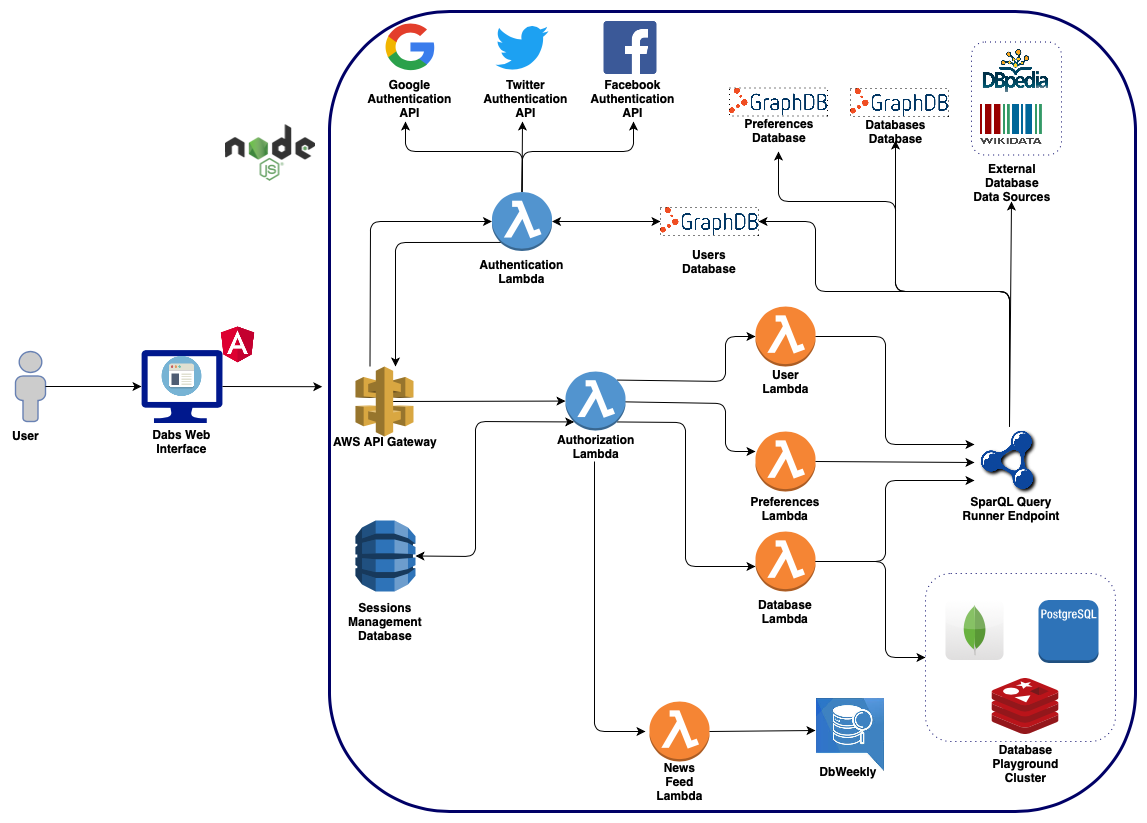 Google
Authentication
API
Twitter
Authentication
API
Facebook
Authentication
API
GraphDB
Preferences
Database
GraphDB
Databases
Database
DBpedia
WIKIDATA
External
Database
Data Sources
node
JS
Authentication
Lambda
GraphDB
Users
Database
User
Dabs Web
Interface
A
AWS API Gateway
Authorization
Lambda
User
Lambda
Preferences
Lambda
Database
Lambda
SparQL Query
Runner Endpoint
Sessions
Management
Database
PostgreSQL
Database
Playground
Cluster
News
Feed
Lambda
DbWeekly